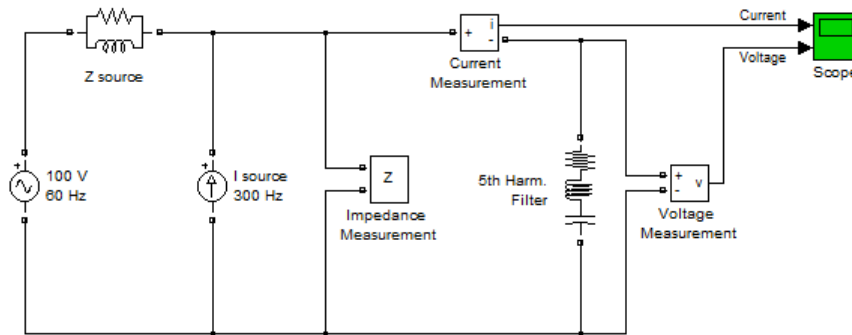 Current
Voltage
Scope
+
i
-
Current
Measurement
Z source
+
100 V
60 Hz
+
I source
300 Hz
Z
Impedance
Measurement
5th Harm.
Filter
+
-
v
Voltage
Measurement